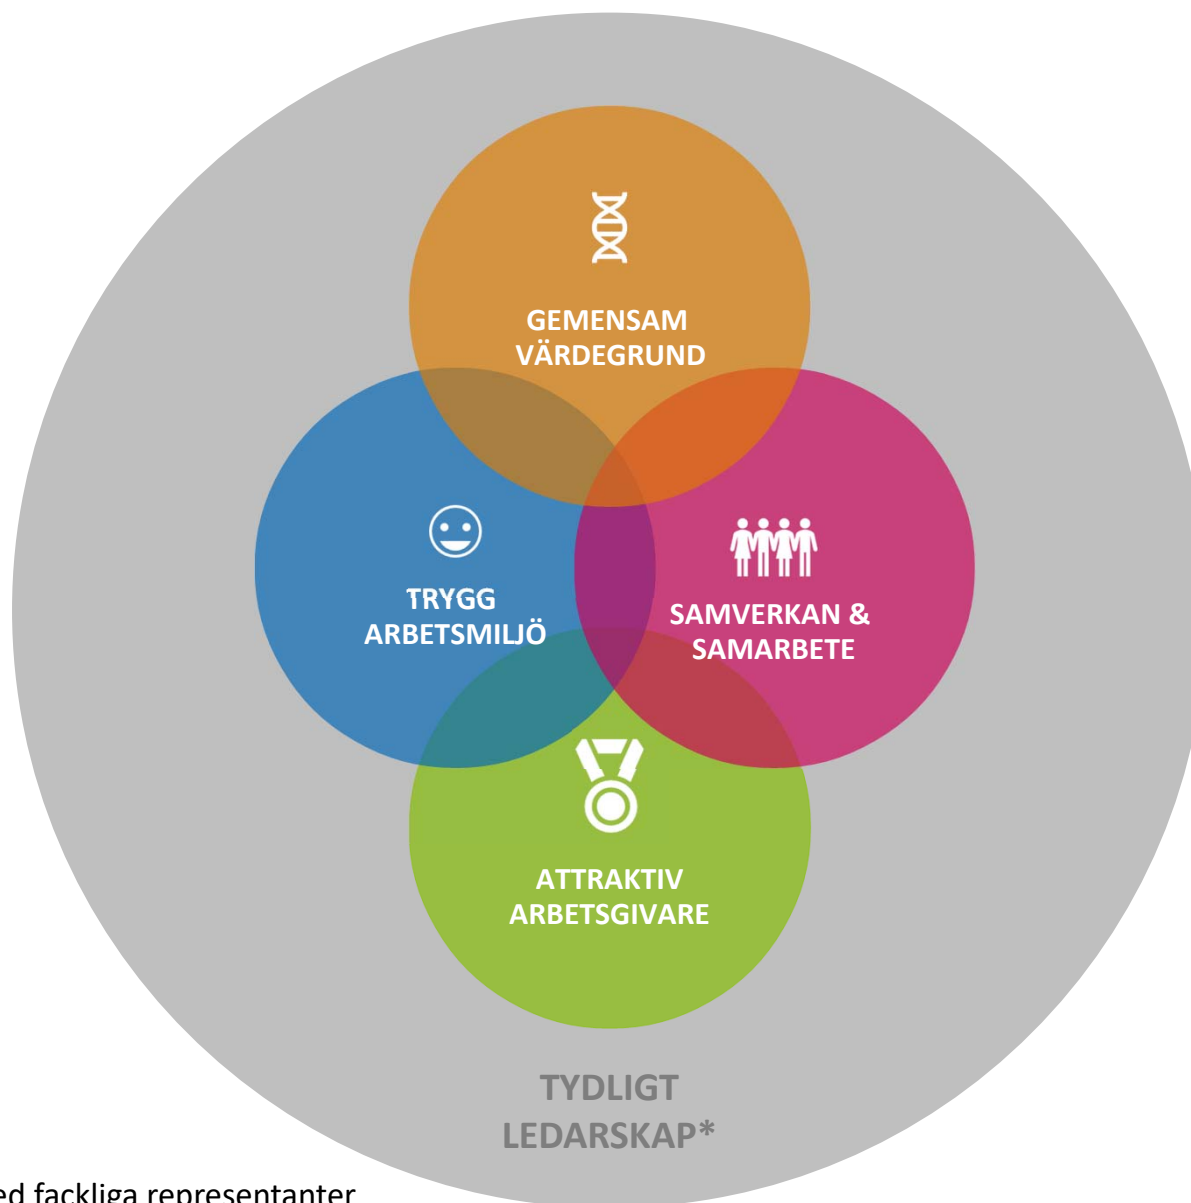 GEMENSAM
VÄRDEGRUND
TRYGG
ARBETSMILJÖ
SAMVERKAN &
SAMARBETE
ATTRAKTIV
ARBETSGIVARE
TYDLIGT
LEDARSKAP*
fackliga representanter